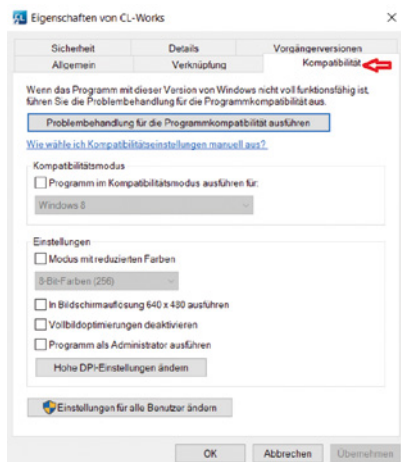 Eigenschaften von CL-Works
Sicherheit Details Vorgängerversionen
Allgemein Verknüpfung Kompatibilität
Wenn das Programm mit dieser Version von Windows nicht voll funktionsfähig ist,
führen Sie die Problembehandlung für die Programmkompatibilität aus.
Problembehandlung für die Programmkompatibilität ausführen
Wie wähle ich Kompatibilitätseinstellungen manuell aus?
Kompatibilitätsmodus
Programm im Kompatibilitätsmodus ausführen für:
Windows 8
Einstellungen
Modus mit reduzierten Farben
8-Bit-Farben (256)
In Bildschirmauflösung 640 x 480 ausführen
Vollbildoptimierungen deaktivieren
Programm als Administrator ausführen
Hohe DPI-Einstellungen ändern
Einstellungen für alle Benutzer ändern
OK Abbrechen Übernehmen